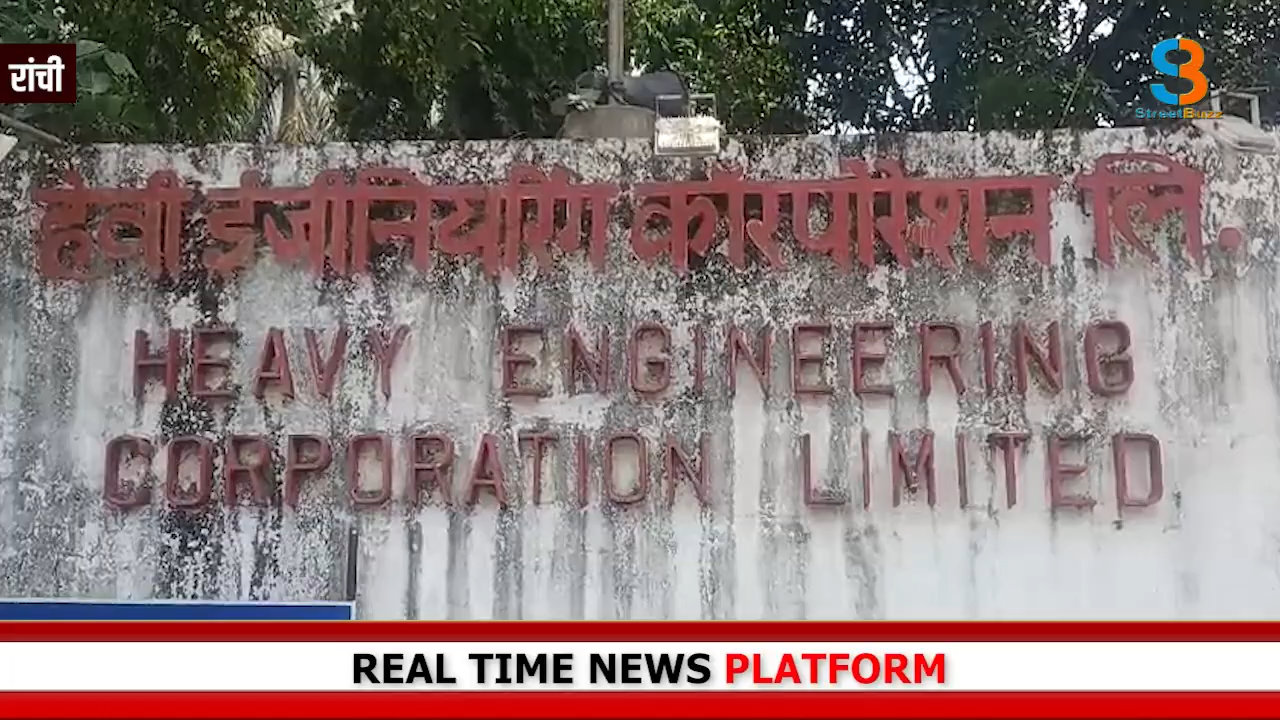 रांची
StreetBuzz
हेवी इंजीनियरिंग कॉरपोरेशन लि.
HEAVY ENGINEERING
CORPORATION LIMITED
REAL TIME NEWS PLATFORM